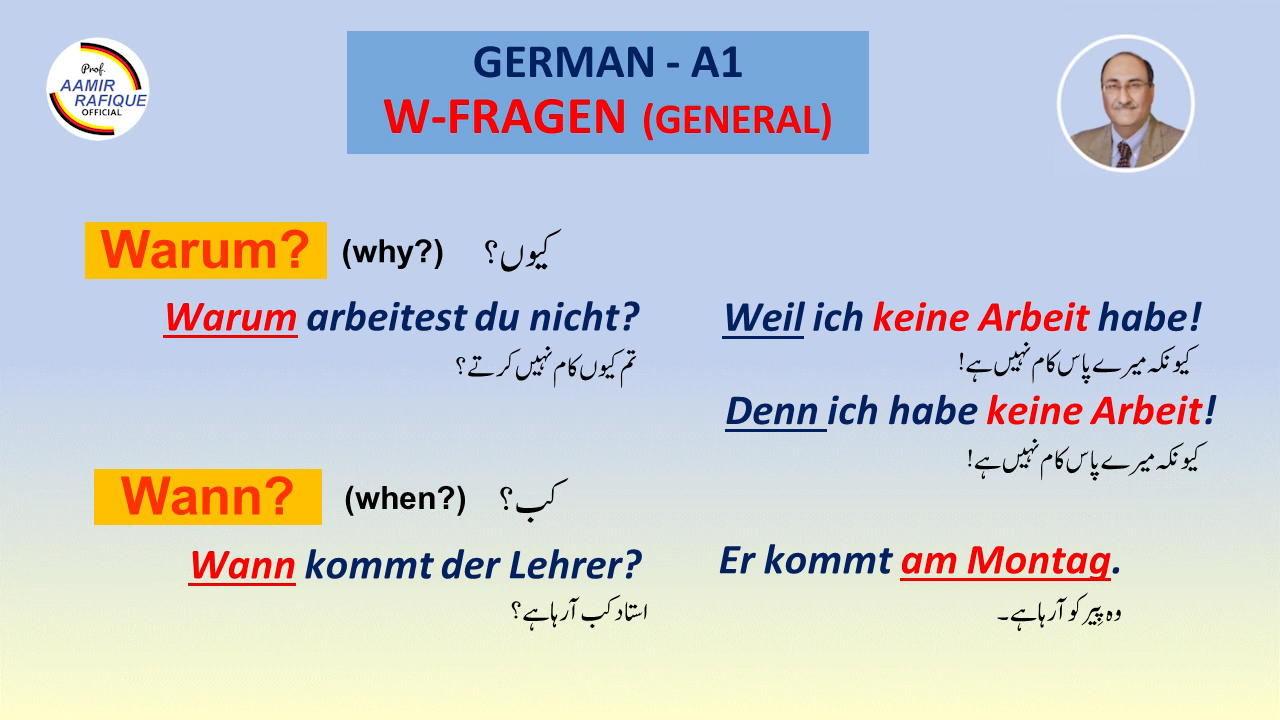 Prof.
AAMIR
RAFIQUE
OFFICIAL
GERMAN - A1
W-FRAGEN (GENERAL)
Warum? (why?) کیوں؟
Warum arbeitest du nicht?
تم کیوں کام نہیں کرتے؟
Weil ich keine Arbeit habe!
کیونکہ میرے پاس کام نہیں ہے!
Denn ich habe keine Arbeit!
کیونکہ میرے پاس کام نہیں ہے!
Wann? (when?) کب؟
Wann kommt der Lehrer?
استاد کب آرہا ہے؟
Er kommt am Montag.
وہ پِیر کو آرہا ہے۔